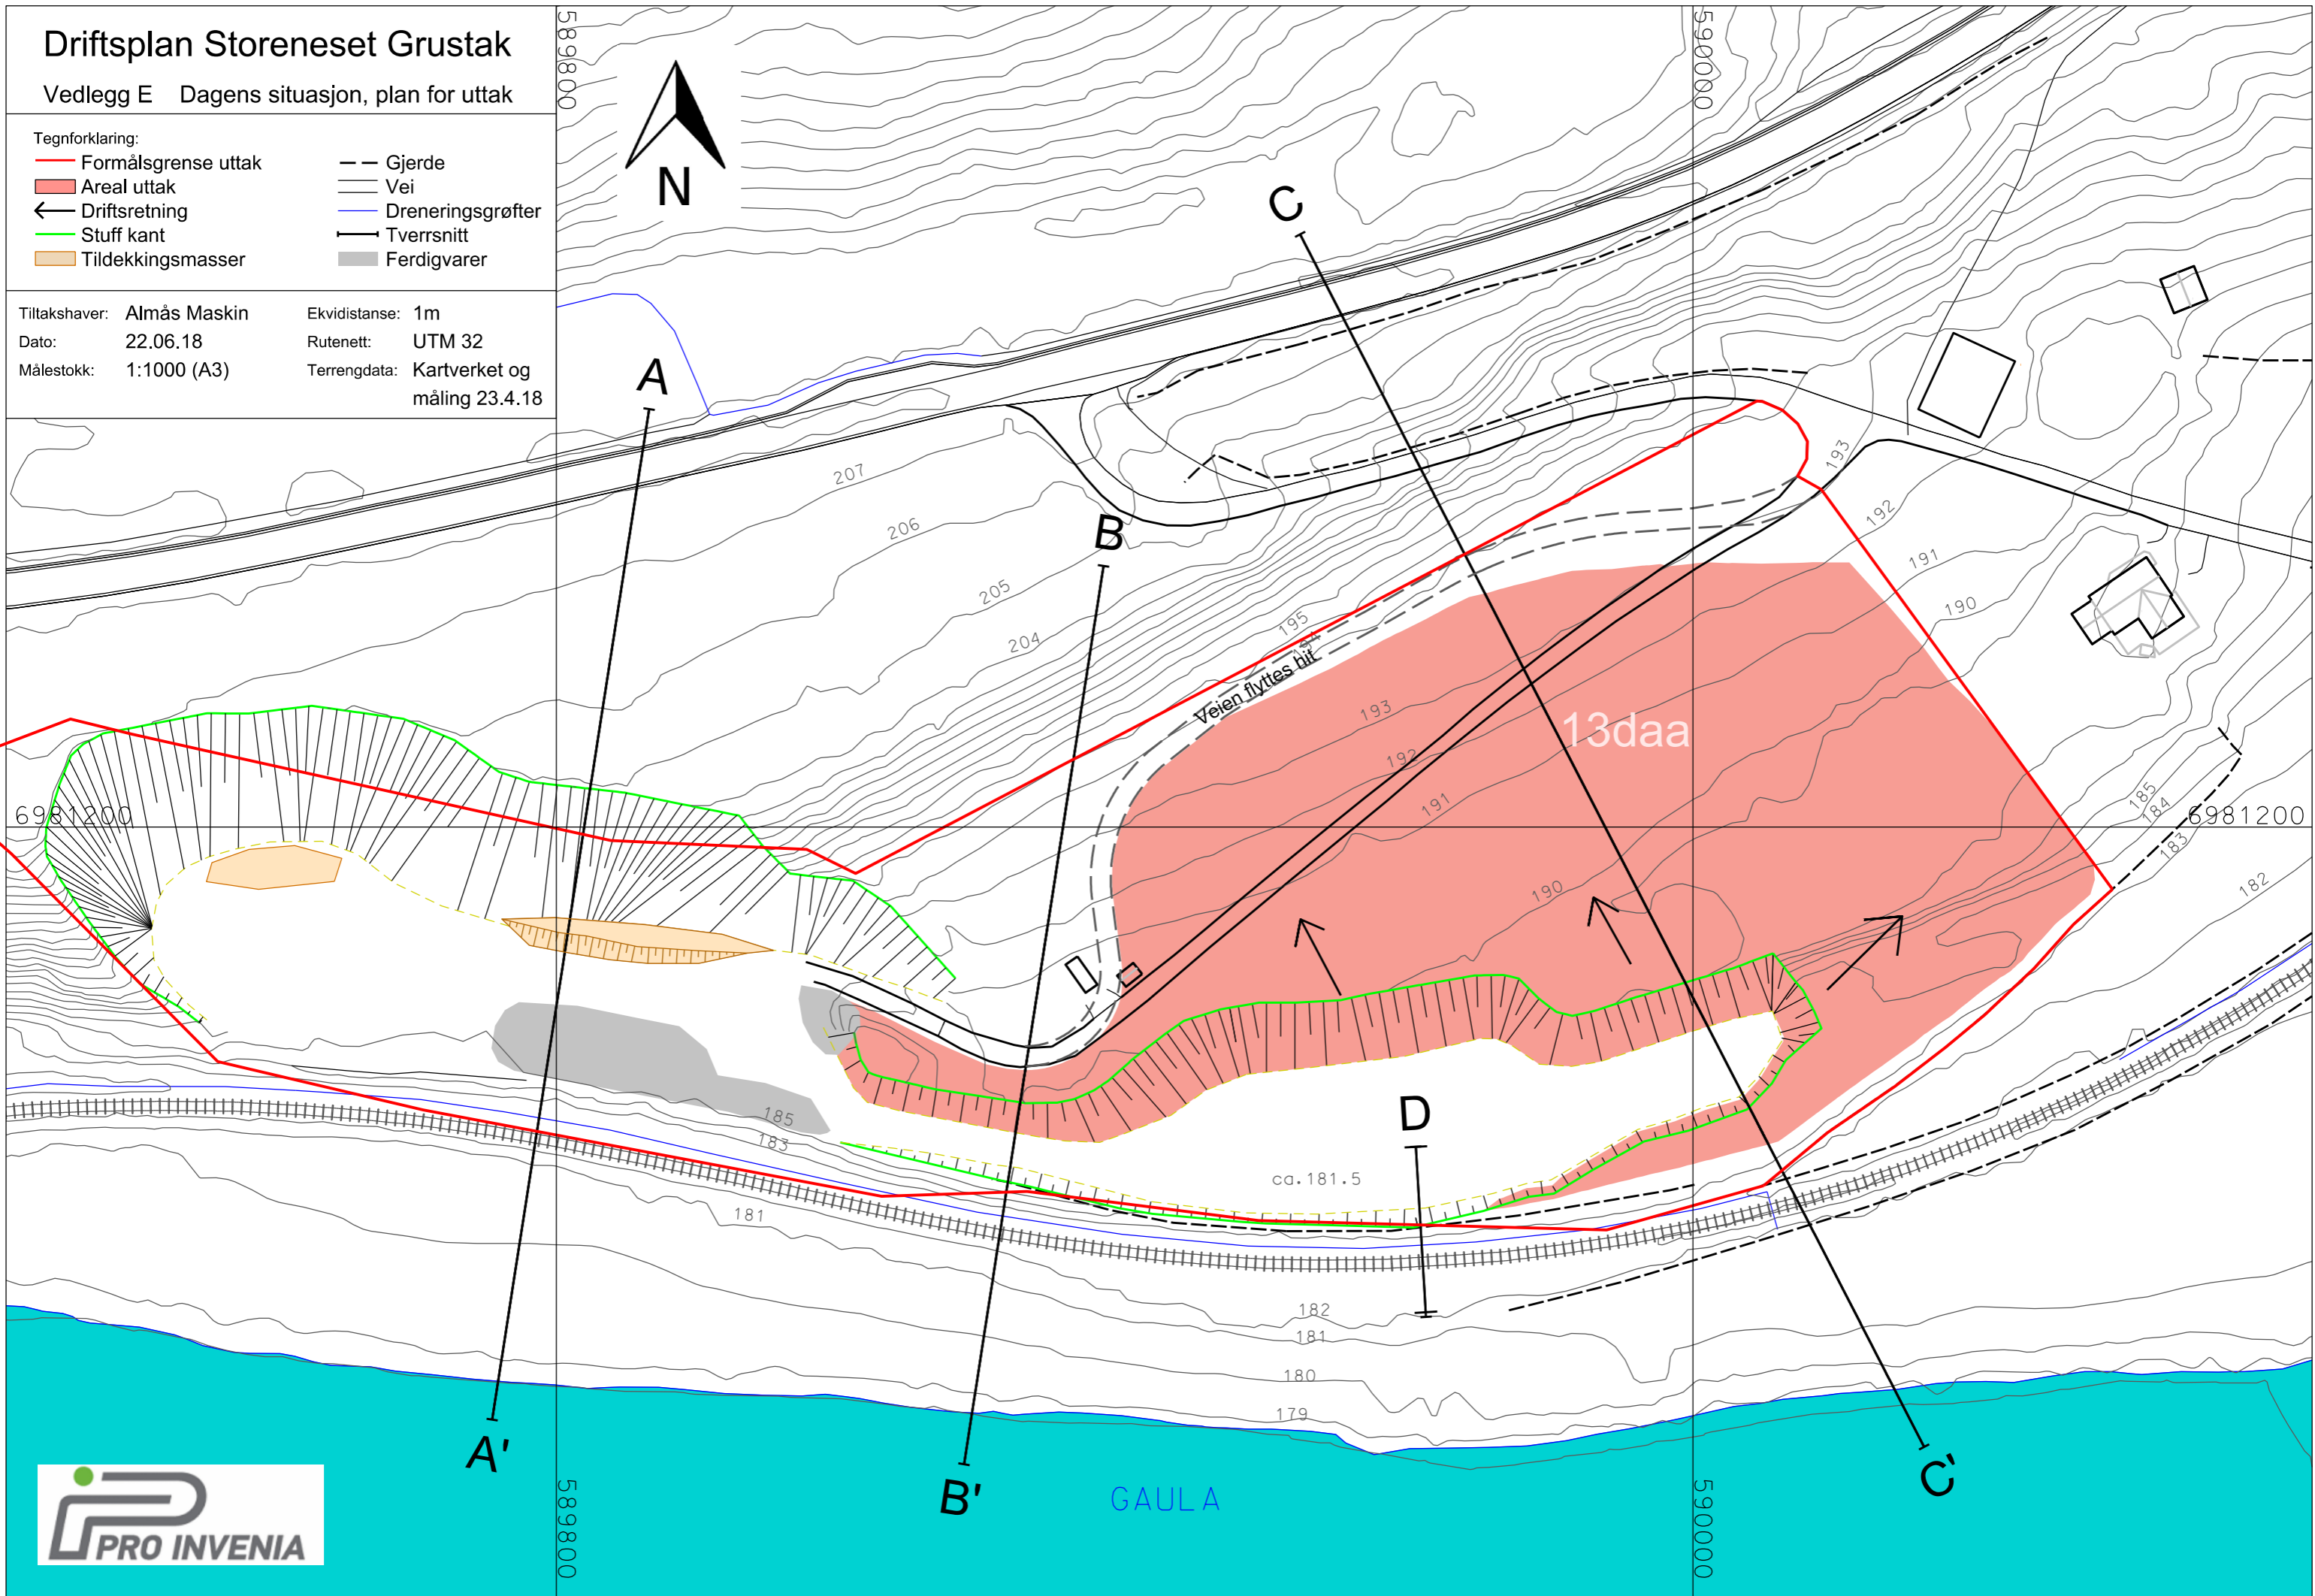 Driftsplan Storeneset Grustak
Vedlegg E Dagens situasjon, plan for uttak
Tegnforklaring:
Formålsgrense uttak
Areal uttak
Driftsretning
Stuff kant
Tildekkingsmasser
Gjerde
Vei
Dreneringsgrøfter
Tverrsnitt
Ferdigvarer
Tiltakshaver: Almås Maskin
Dato: 22.06.18
Målestokk: 1:1000 (A3)
Ekvidistanse: 1m
Rutenett: UTM 32
Terrengdata: Kartverket og
måling 23.4.18
589800
590000
N
C
A
B
207
206
205
204
195
194
193
192
191
190
Veien flyttes hit
193
192
191
13daa
190
6981200
6981200
185
184
183
182
185
183
181
D
ca.181.5
182
181
180
179
A'
B'
C'
GAULA
589800
590000
PRO INVENIA